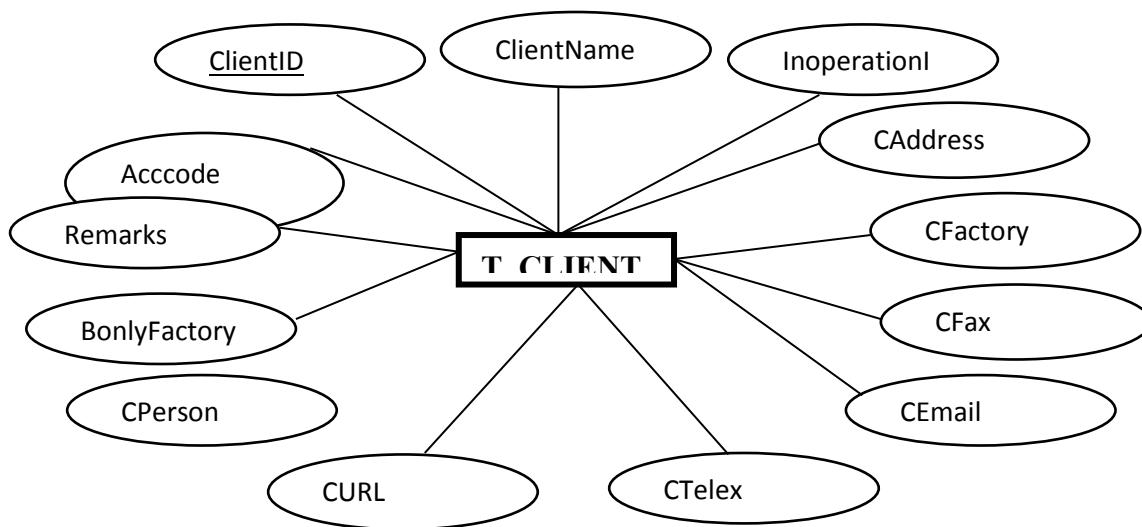 ClientName
ClientID
InoperationI
CAddress
Acccode
Remarks
CFactory
T_CLIENT
BonlyFactory
CFax
CPerson
CEmail
CURL
CTelex